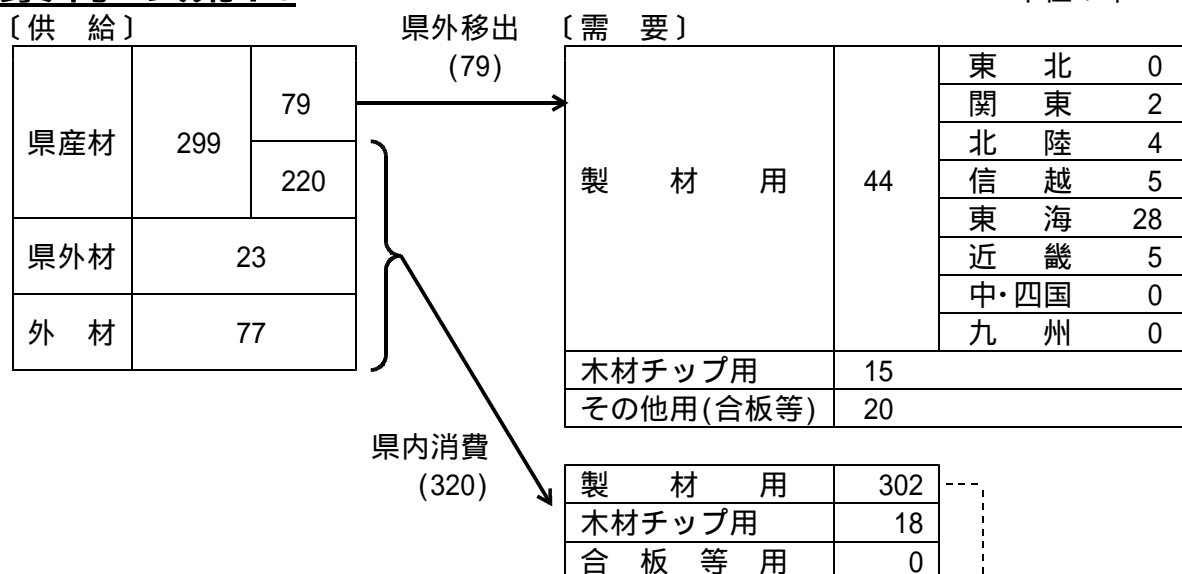 〔供 給〕 県外移出 〔需 要〕
(79)
県産材 299 79
220
県外材 23
外 材 77
製 材 用 44
東 北 0
関 東 2
北 陸 4
信 越 5
東 海 28
近 畿 5
中・四国 0
九 州 0
木材チップ用 15
その他用(合板等) 20
県内消費
(320)
製 材 用 302
木材チップ用 18
合 板 等 用 0